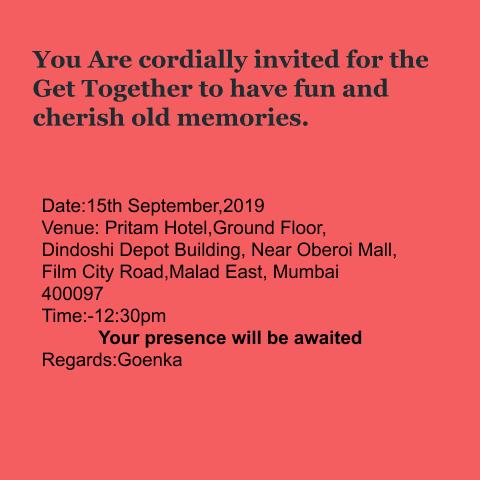 You Are cordially invited for the
Get Together to have fun and
cherish old memories.
Date:15th September,2019
Venue: Pritam Hotel,Ground Floor,
Dindoshi Depot Building, Near Oberoi Mall,
Film City Road,Malad East, Mumbai
400097
Time:-12:30pm
Your presence will be awaited
Regards:Goenka